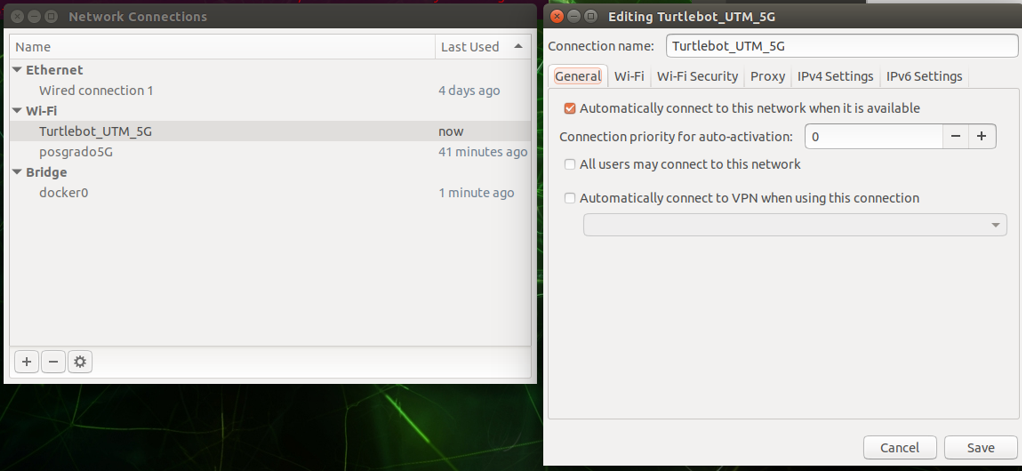 Network Connections
Name Last Used
Ethernet
Wired connection 1 4 days ago
Wi-Fi
Turtlebot_UTM_5G now
posgrado5G 41 minutes ago
Bridge
docker0 1 minute ago
Editing Turtlebot_UTM_5G
Connection name: Turtlebot_UTM_5G
General Wi-Fi Wi-Fi Security Proxy IPv4 Settings IPv6 Settings
Automatically connect to this network when it is available
Connection priority for auto-activation: 0
All users may connect to this network
Automatically connect to VPN when using this connection
Cancel Save